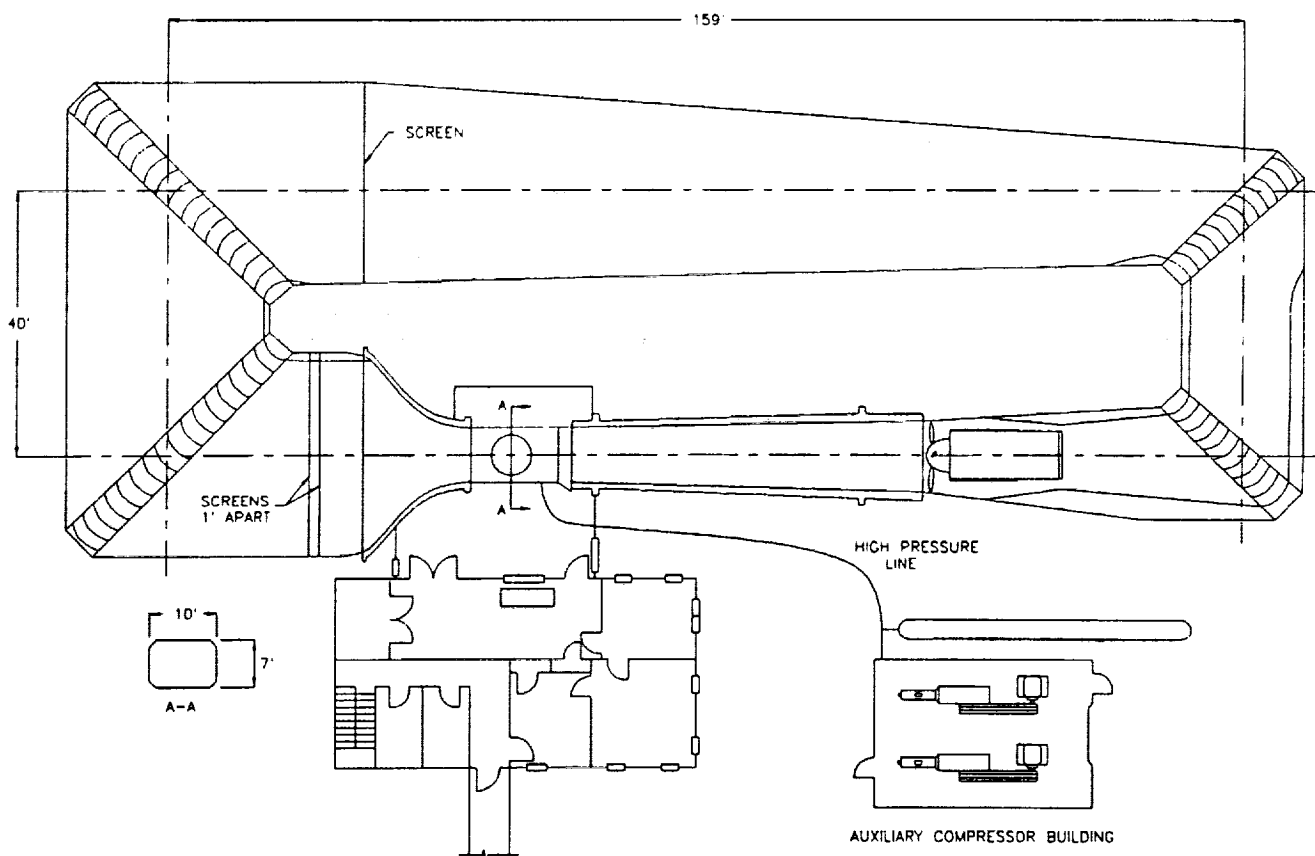 159'
SCREEN
40'
A
SCREENS
1' APART
A
HIGH PRESSURE
LINE
10'
7'
A-A
AUXILIARY COMPRESSOR BUILDING